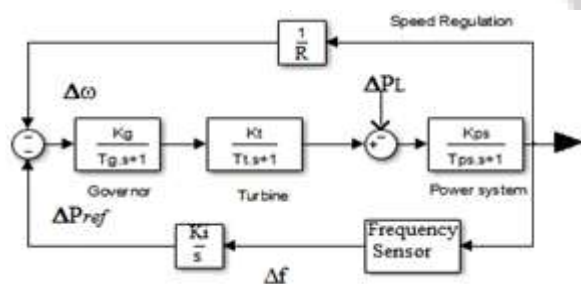 Speed Regulation
1
R
Δω
ΔPL
Kg
Tg.s+1
Kt
Tt.s+1
Kps
Tps.s+1
Governor
Turbine
Power system
ΔPref
Ki
s
Frequency
Sensor
Δf